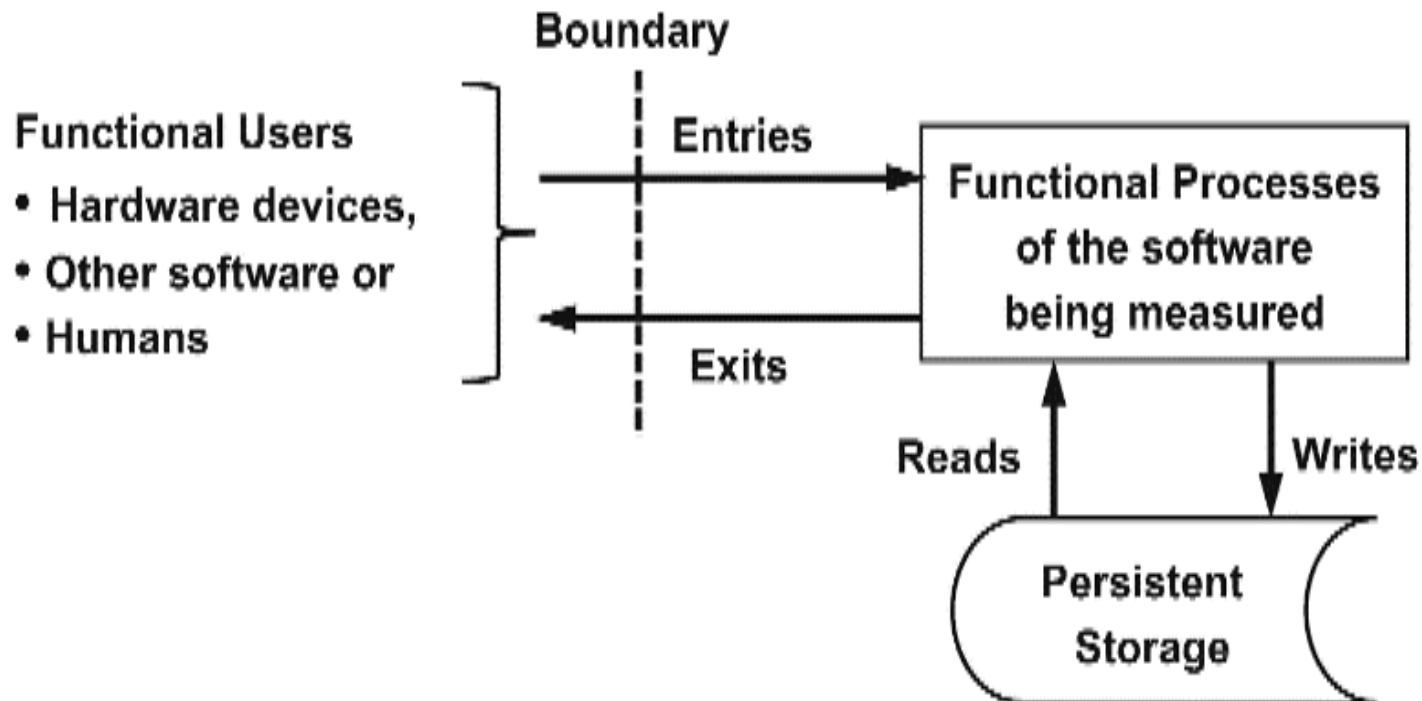 Boundary
Functional Users
• Hardware devices,
• Other software or
• Humans
Entries
Exits
Functional Processes
of the software
being measured
Reads
Writes
Persistent
Storage